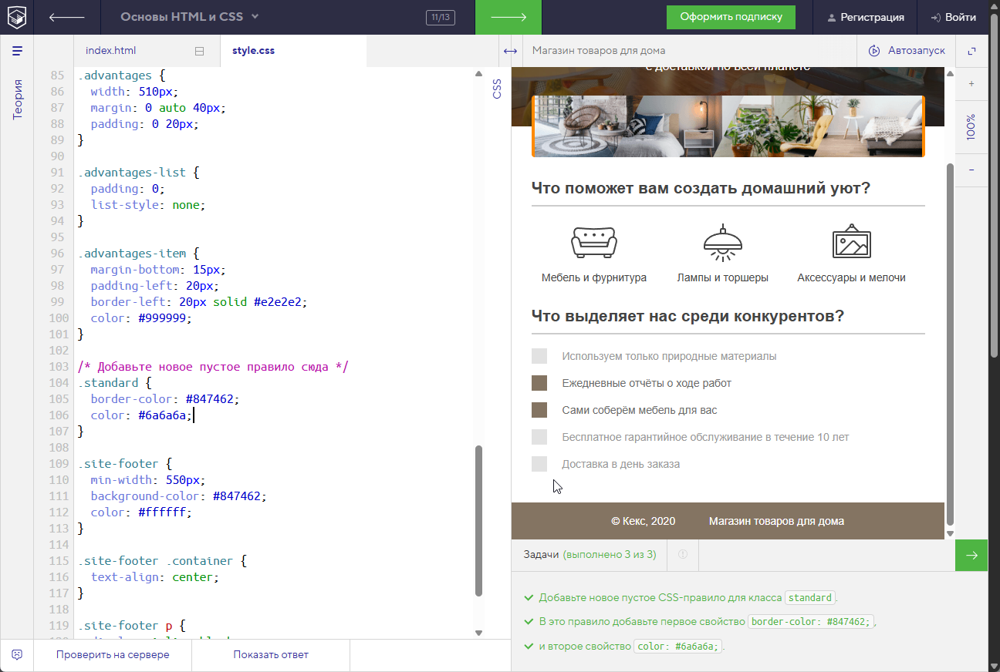 Основы HTML и CSS
11/13
Оформить подписку
Регистрация
Войти
index.html
style.css
Магазин товаров для дома
Автозапуск
Теория
CSS
+
100%
−
85 .advantages {
86 width: 510px;
87 margin: 0 auto 40px;
88 padding: 0 20px;
89 }
90
91 .advantages-list {
92 padding: 0;
93 list-style: none;
94 }
95
96 .advantages-item {
97 margin-bottom: 15px;
98 padding-left: 20px;
99 border-left: 20px solid #e2e2e2;
100 color: #999999;
101 }
102
103 /* Добавьте новое пустое правило сюда */
104 .standard {
105 border-color: #847462;
106 color: #6a6a6a;
107 }
108
109 .site-footer {
110 min-width: 550px;
111 background-color: #847462;
112 color: #ffffff;
113 }
114
115 .site-footer .container {
116 text-align: center;
117 }
118
119 .site-footer p {
с доставкой по всей планете
Что поможет вам создать домашний уют?
Мебель и фурнитура
Лампы и торшеры
Аксессуары и мелочи
Что выделяет нас среди конкурентов?
Используем только природные материалы
Ежедневные отчёты о ходе работ
Сами соберём мебель для вас
Бесплатное гарантийное обслуживание в течение 10 лет
Доставка в день заказа
© Кекс, 2020 Магазин товаров для дома
Задачи (выполнено 3 из 3)
Добавьте новое пустое CSS-правило для класса standard.
В это правило добавьте первое свойство border-color: #847462;,
и второе свойство color: #6a6a6a;.
Проверить на сервере
Показать ответ